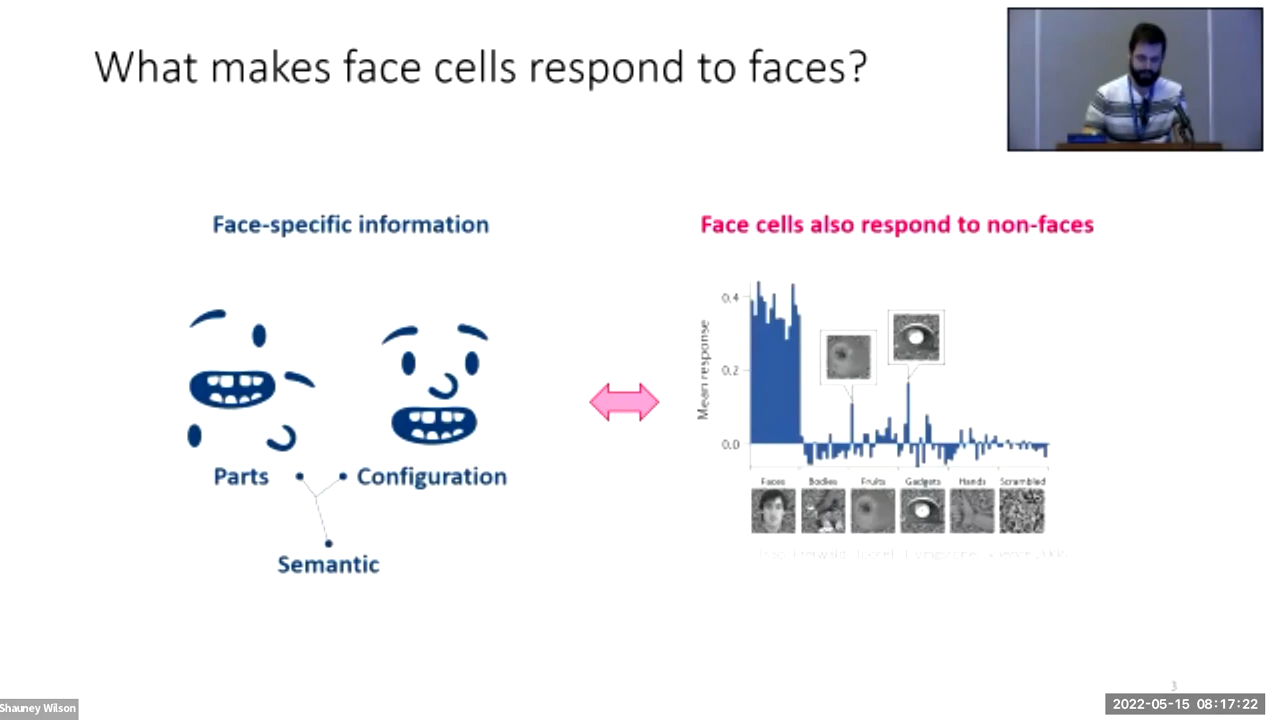 What makes face cells respond to faces?
Face-specific information
Face cells also respond to non-faces
Mean response
0.4
0.2
0.0
Faces Bodies Fruits Gadgets Hands Scrambled
Parts
Configuration
Semantic
3
Shauney Wilson
2022-05-15 08:17:22